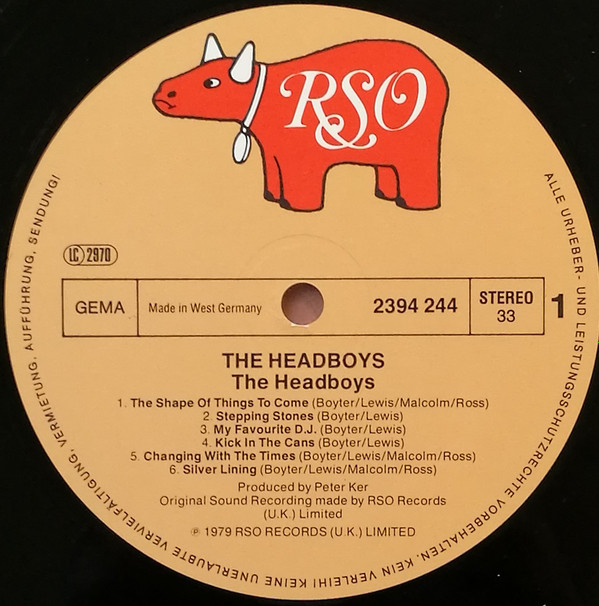 RSO
LC 2970
GEMA
Made in West Germany
2394 244
STEREO
33
1
THE HEADBOYS
The Headboys
1. The Shape Of Things To Come (Boyter/Lewis/Malcolm/Ross)
2. Stepping Stones (Boyter/Lewis)
3. My Favourite D.J. (Boyter/Lewis)
4. Kick In The Cans (Boyter/Lewis)
5. Changing With The Times (Boyter/Lewis/Malcolm/Ross)
6. Silver Lining (Boyter/Lewis/Malcolm/Ross)
Produced by Peter Ker
Original Sound Recording made by RSO Records
(U.K.) Limited
℗ 1979 RSO RECORDS (U.K.) LIMITED
ALLE URHEBER- UND LEISTUNGSSCHUTZRECHTE VORBEHALTEN. KEIN VERLEIH! KEINE UNERLAUBTE VERVIELFÄLTIGUNG, VERMIETUNG, AUFFÜHRUNG, SENDUNG!